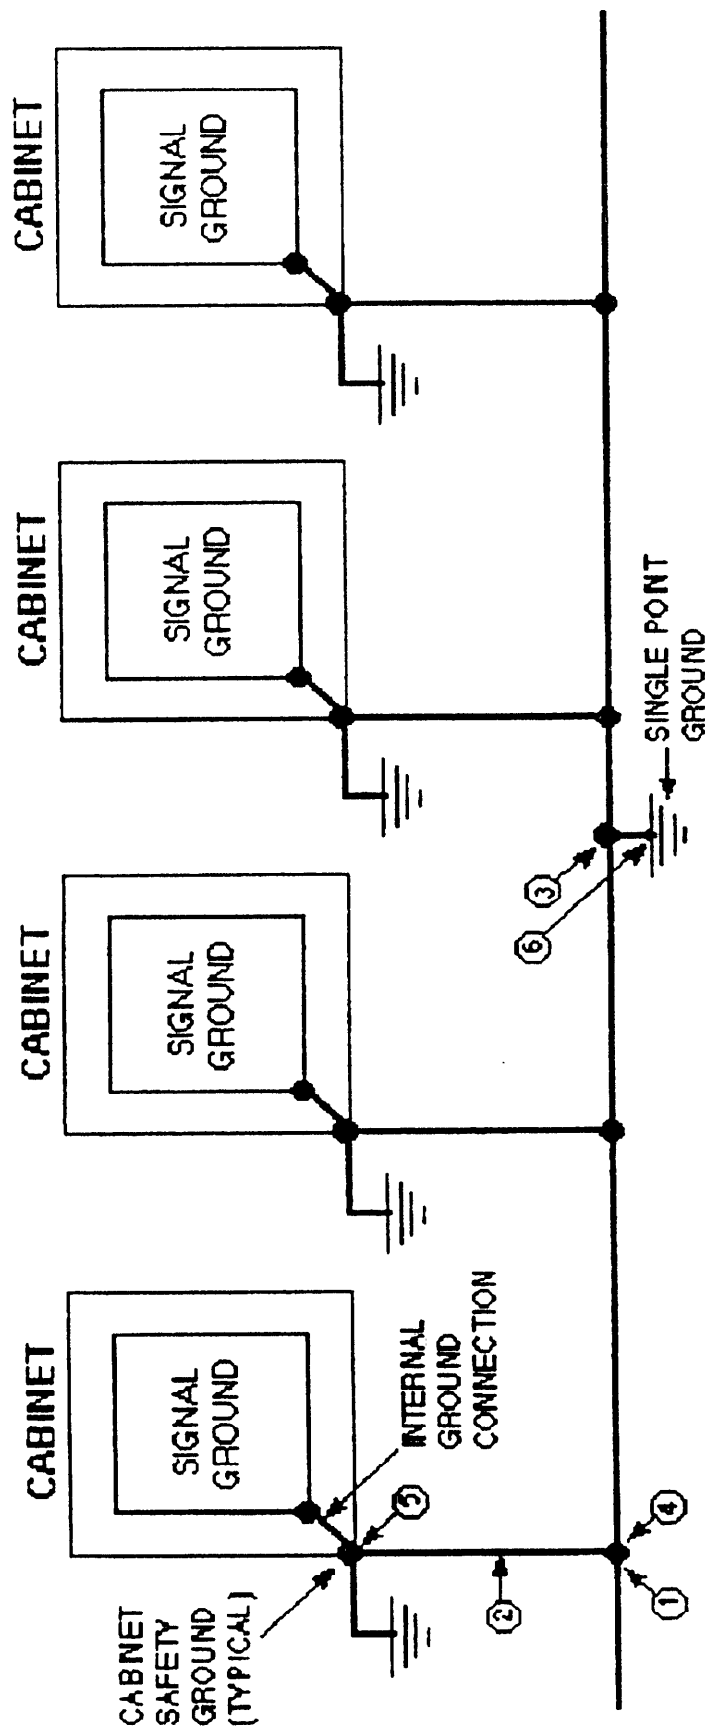 CABINET
SIGNAL
GROUND
CABINET
SIGNAL
GROUND
CABINET
SIGNAL
GROUND
CABINET
SIGNAL
GROUND
CABNET
SAFETY
GROUND
(TYPICAL)
INTERNAL
GROUND
CONNECTION
5
2
1
4
6
3
SINGLE PONT
GROUND